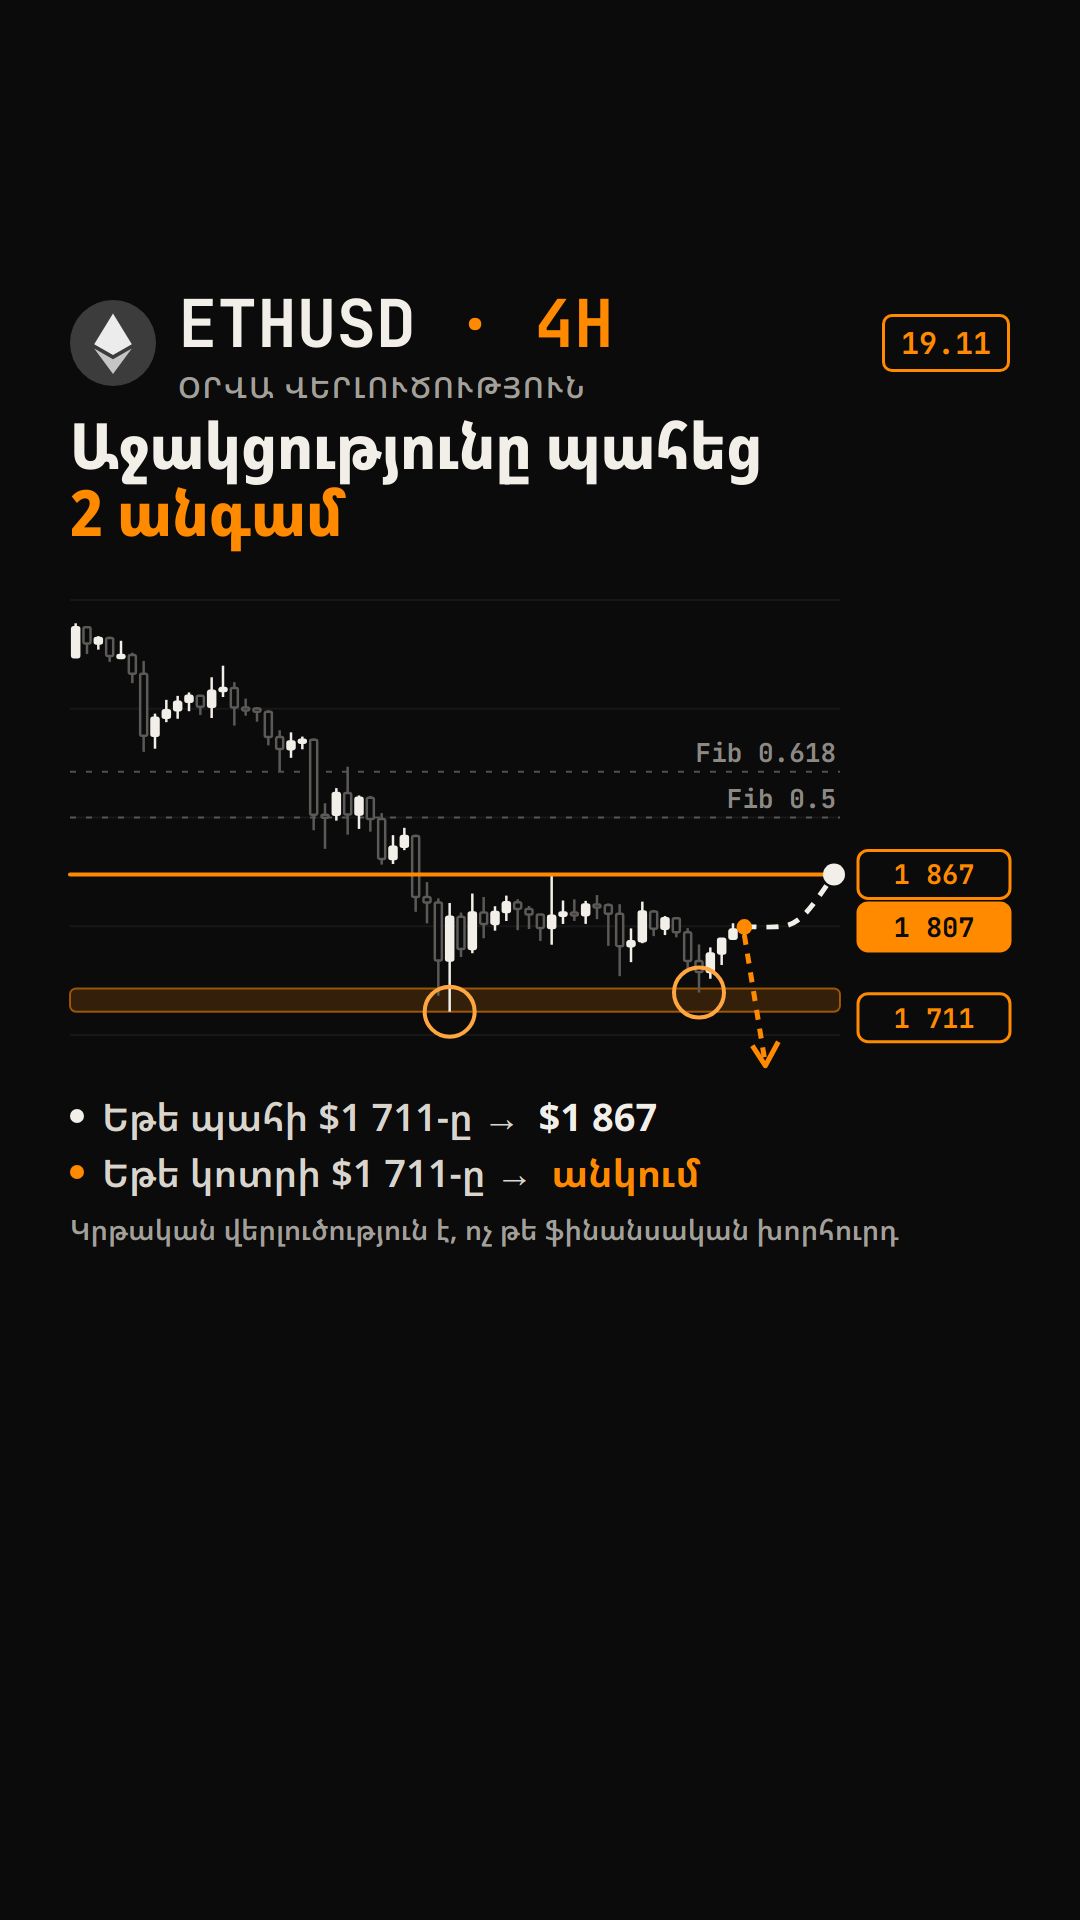 ETHUSD · 4H
19.11
ՕՐՎԱ ՎԵՐԼՈՒԾՈՒԹՅՈՒՆ
Աջակցությունը պահեց
2 անգամ
Fib 0.618
Fib 0.5
1 867
1 807
1 711
Եթե պահի $1 711-ը → $1 867
Եթե կոտրի $1 711-ը → անկում
Կրթական վերլուծություն է, ոչ թե ֆինանսական խորհուրդ